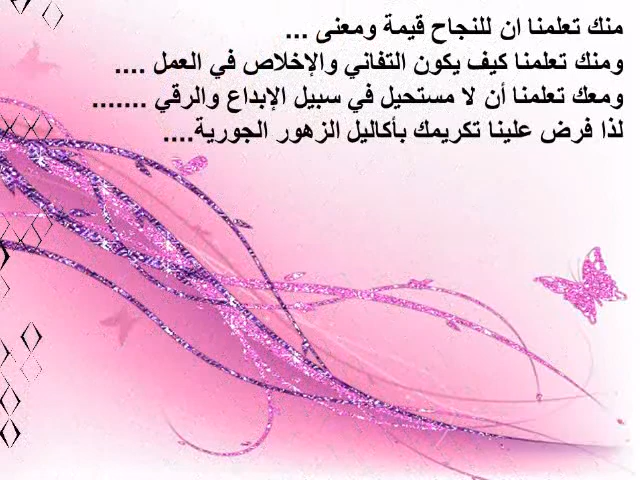 منك تعلمنا ان للنجاح قيمة ومعنى ...
ومنك تعلمنا كيف يكون التفاني والإخلاص في العمل ....
ومعك تعلمنا أن لا مستحيل في سبيل الإبداع والرقي .......
لذا فرض علينا تكريمك بأكاليل الزهور الجورية....